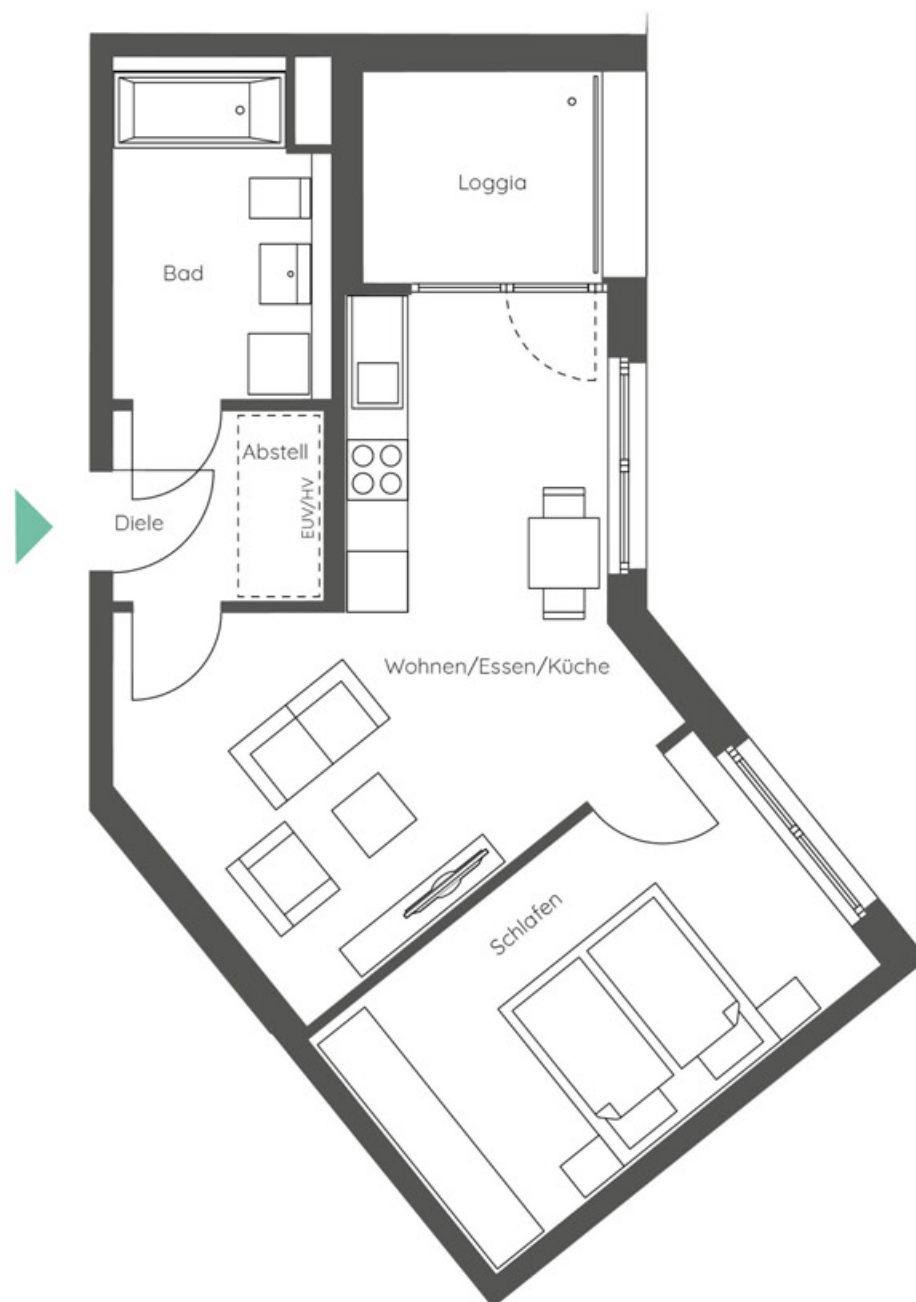 Loggia
Bad
Abstell
EUV/HV
Diele
Wohnen/Essen/Küche
Schlafen